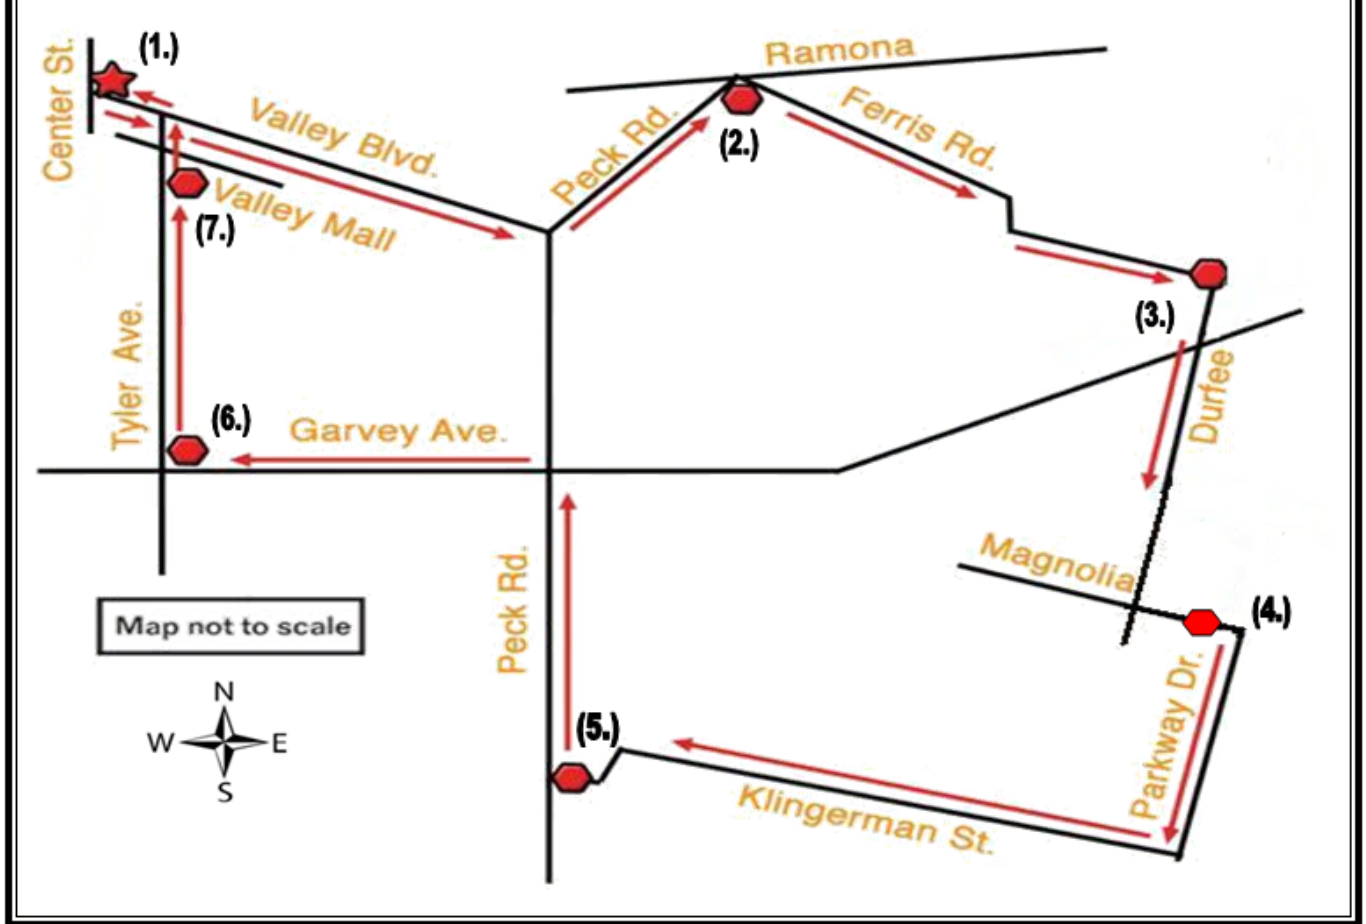 Center St.
(1.)
Valley Blvd.
Valley Mall
(7.)
Ramona
Peck Rd.
(2.)
Ferris Rd.
(3.)
Durfee
Tyler Ave.
(6.)
Garvey Ave.
Magnolia
(4.)
Map not to scale
Peck Rd.
N
W
E
S
(5.)
Klingerman St.
Parkway Dr.